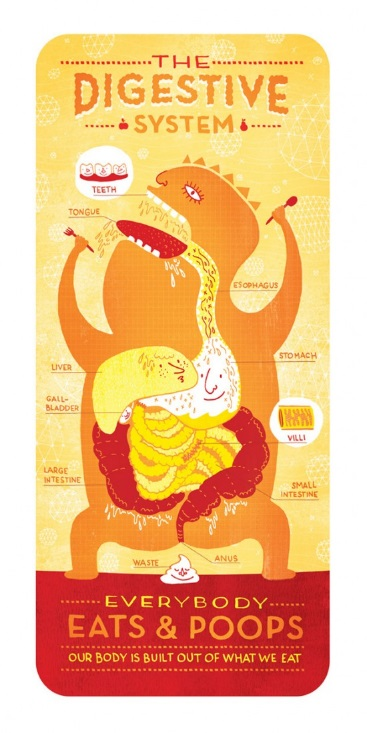 THE
DIGESTIVE
SYSTEM
TEETH
TONGUE
ESOPHAGUS
STOMACH
LIVER
GALL-
BLADDER
VILLI
LARGE
INTESTINE
SMALL
INTESTINE
WASTE
ANUS
EVERYBODY
EATS & POOPS
OUR BODY IS BUILT OUT OF WHAT WE EAT